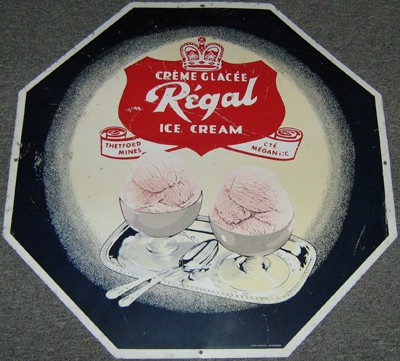 CRÈME GLACÉE
Régal
ICE CREAM
THETFORD
MINES
CTÉ
MÉGANTIC